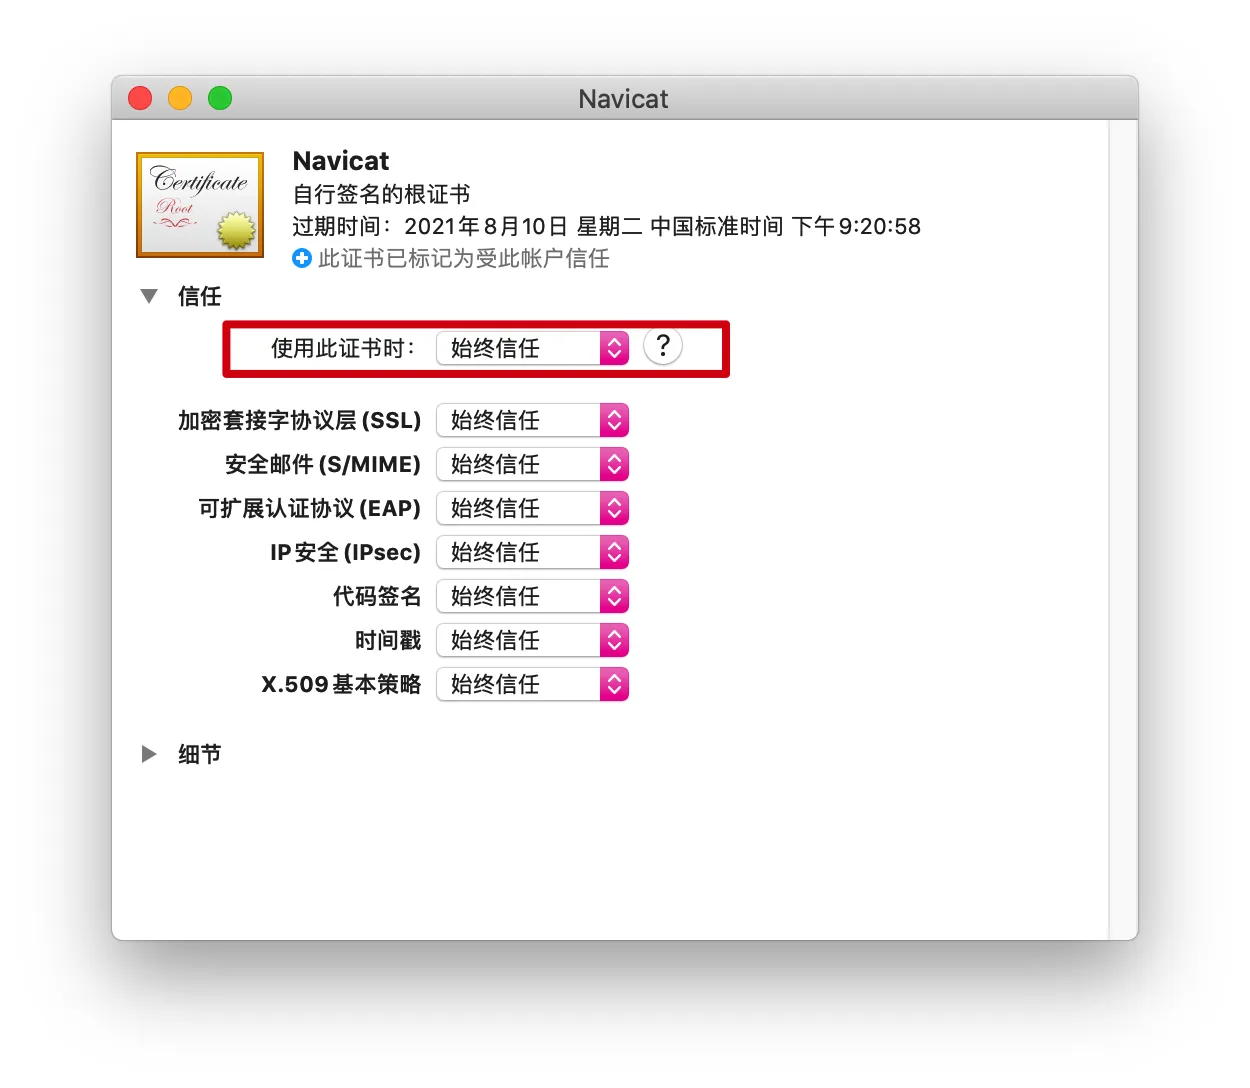 Navicat
Certificate
Root
Navicat
自行签名的根证书
过期时间：2021年8月10日 星期二 中国标准时间 下午9:20:58
此证书已标记为受此帐户信任
信任
使用此证书时： 始终信任 ?
加密套接字协议层 (SSL) 始终信任
安全邮件 (S/MIME) 始终信任
可扩展认证协议 (EAP) 始终信任
IP 安全 (IPsec) 始终信任
代码签名 始终信任
时间戳 始终信任
X.509 基本策略 始终信任
细节